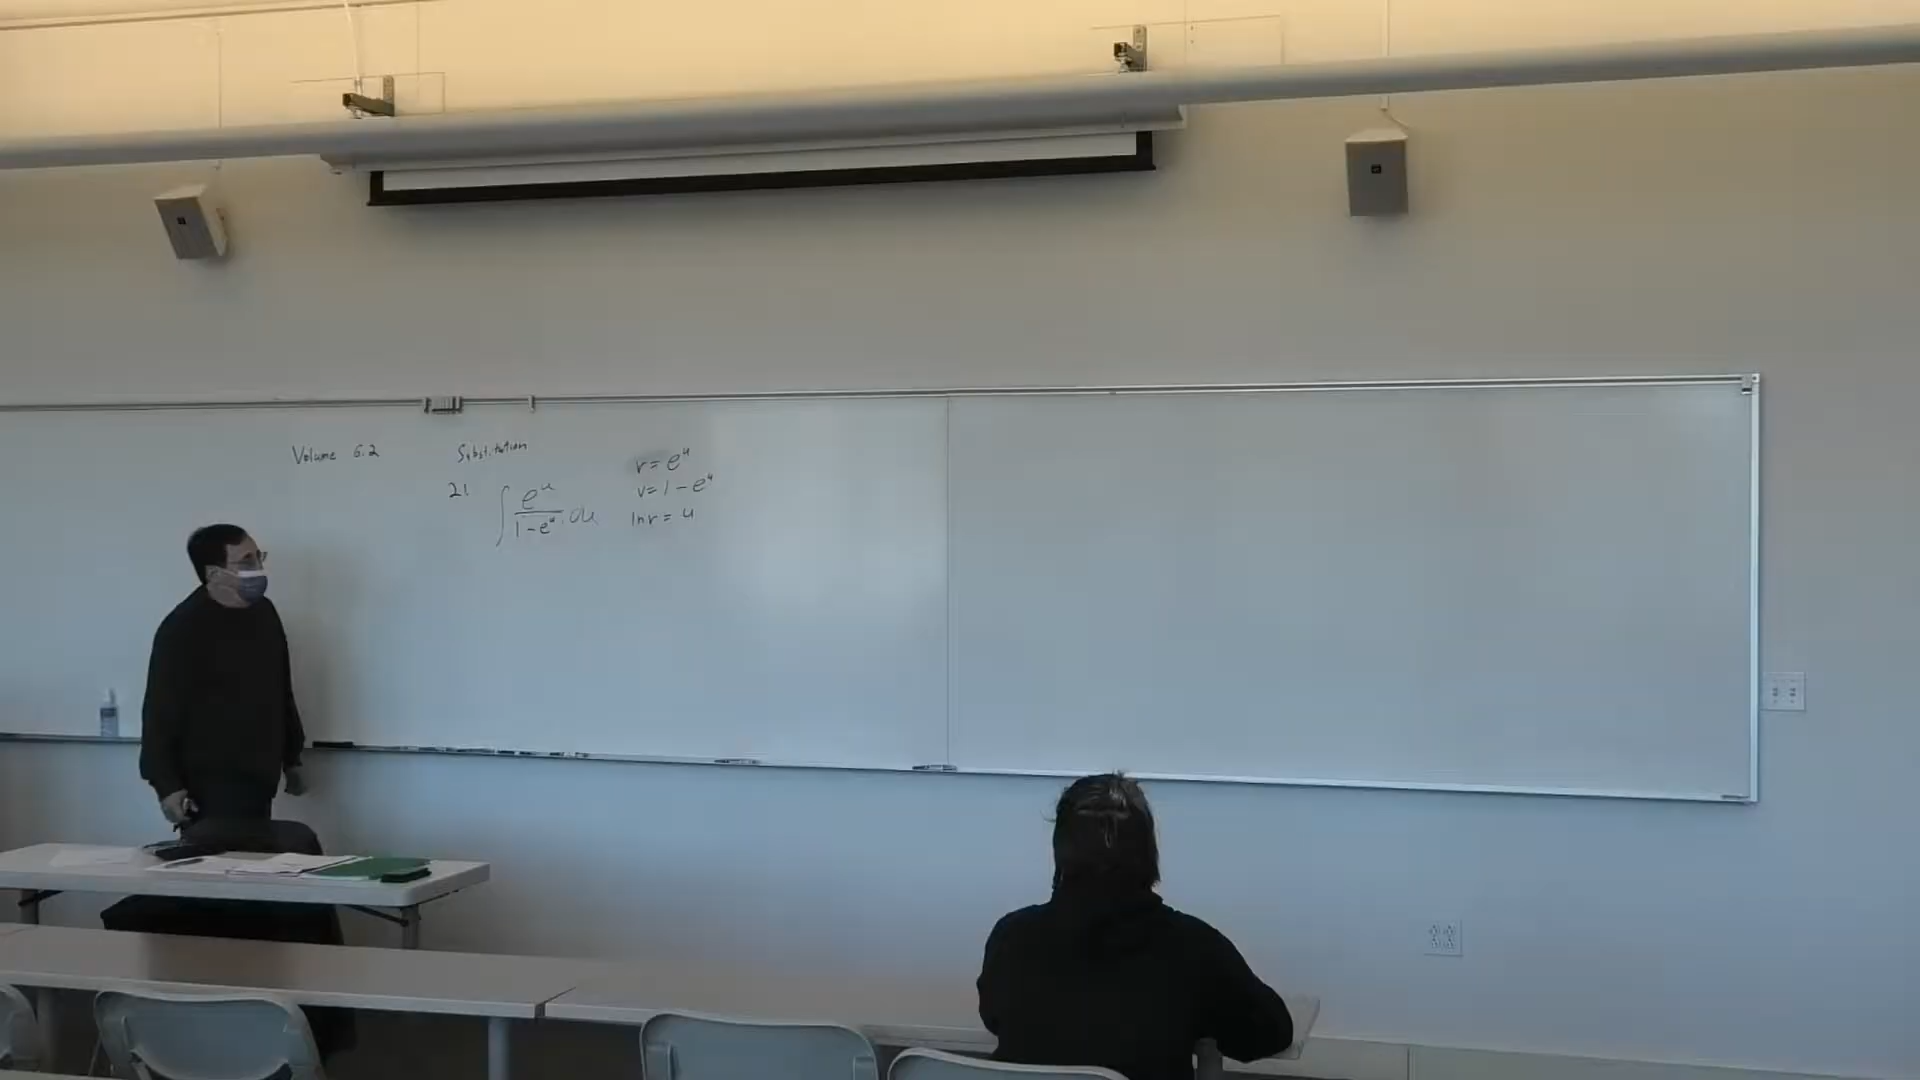 Volume 6.2
Substitution
21
∫ e^u / (1 - e^u) du
r = e^u
v = 1 - e^u
ln r = u